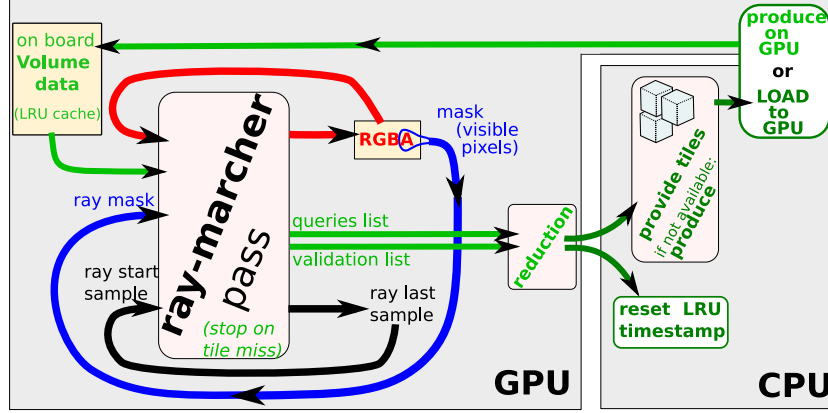 on board
Volume
data
(LRU cache)
produce
on
GPU
or
LOAD
to
GPU
mask
(visible
pixels)
RGBA
ray mask
ray-marcher
pass
(stop on
tile miss)
queries list
validation list
reduction
provide tiles
if not available:
produce
ray start
sample
ray last
sample
reset LRU
timestamp
GPU
CPU